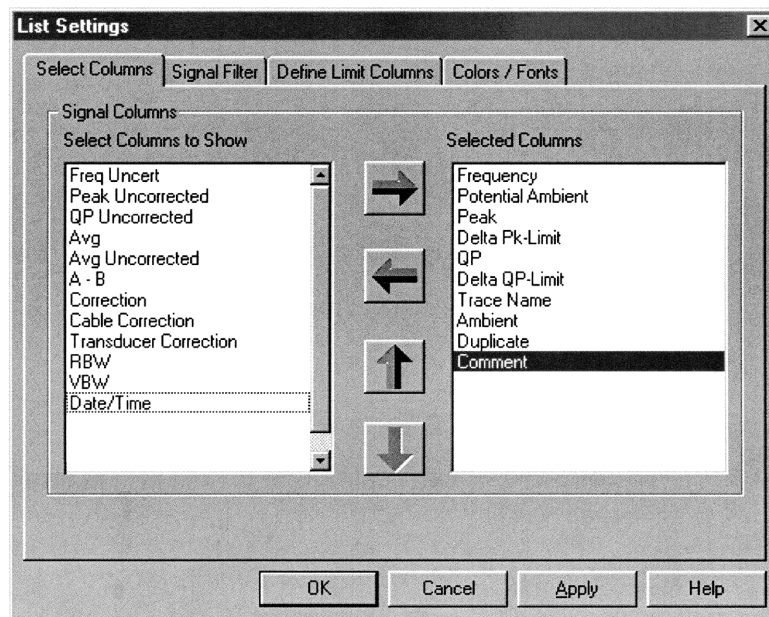 List Settings
Select Columns
Signal Filter
Define Limit Columns
Colors / Fonts
Signal Columns
Select Columns to Show
Freq Uncert
Peak Uncorrected
QP Uncorrected
Avg
Avg Uncorrected
A - B
Correction
Cable Correction
Transducer Correction
RBW
VBW
Date/Time
Selected Columns
Frequency
Potential Ambient
Peak
Delta Pk-Limit
QP
Delta QP-Limit
Trace Name
Ambient
Duplicate
Comment
OK
Cancel
Apply
Help